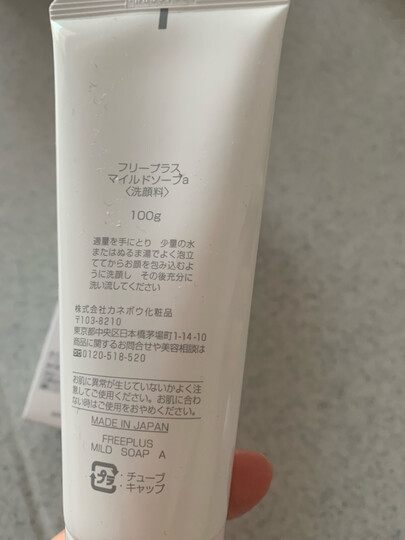 フリープラス
マイルドソープa
〈洗顔料〉
100g
適量を手にとり 少量の水
またはぬるま湯でよく泡立
ててからお顔を包み込むよ
うに洗顔し その後充分に
洗い流してください
株式会社カネボウ化粧品
〒103-8210
東京都中央区日本橋茅場町1-14-10
商品に関するお問合せや美容相談は
0120-518-520
お肌に異常が生じていないかよく注
意してご使用ください。お肌に合わ
ない時はご使用をおやめください。
MADE IN JAPAN
FREEPLUS
MILD SOAP A
プラ : チューブ
・キャップ